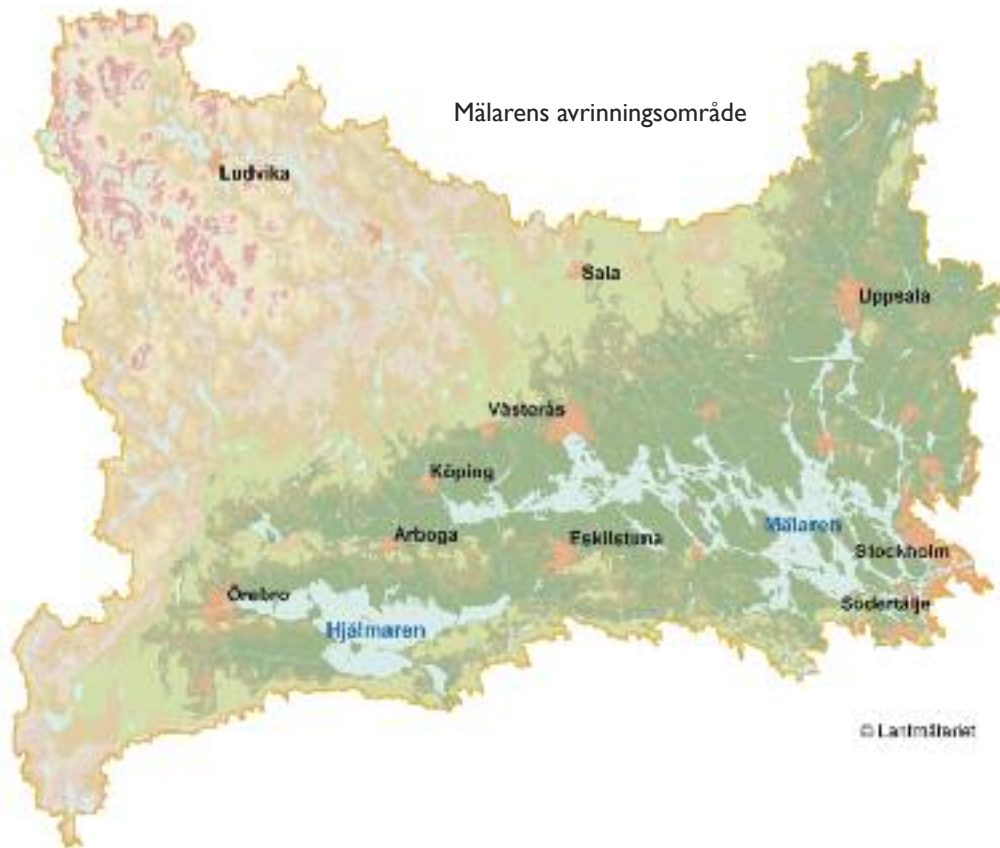 Mälarens avrinningsområde
Ludvika
Sala
Uppsala
Västerås
Köping
Arboga
Eskilstuna
Mälaren
Stockholm
Örebro
Södertälje
Hjälmaren
© Lantmäteriet